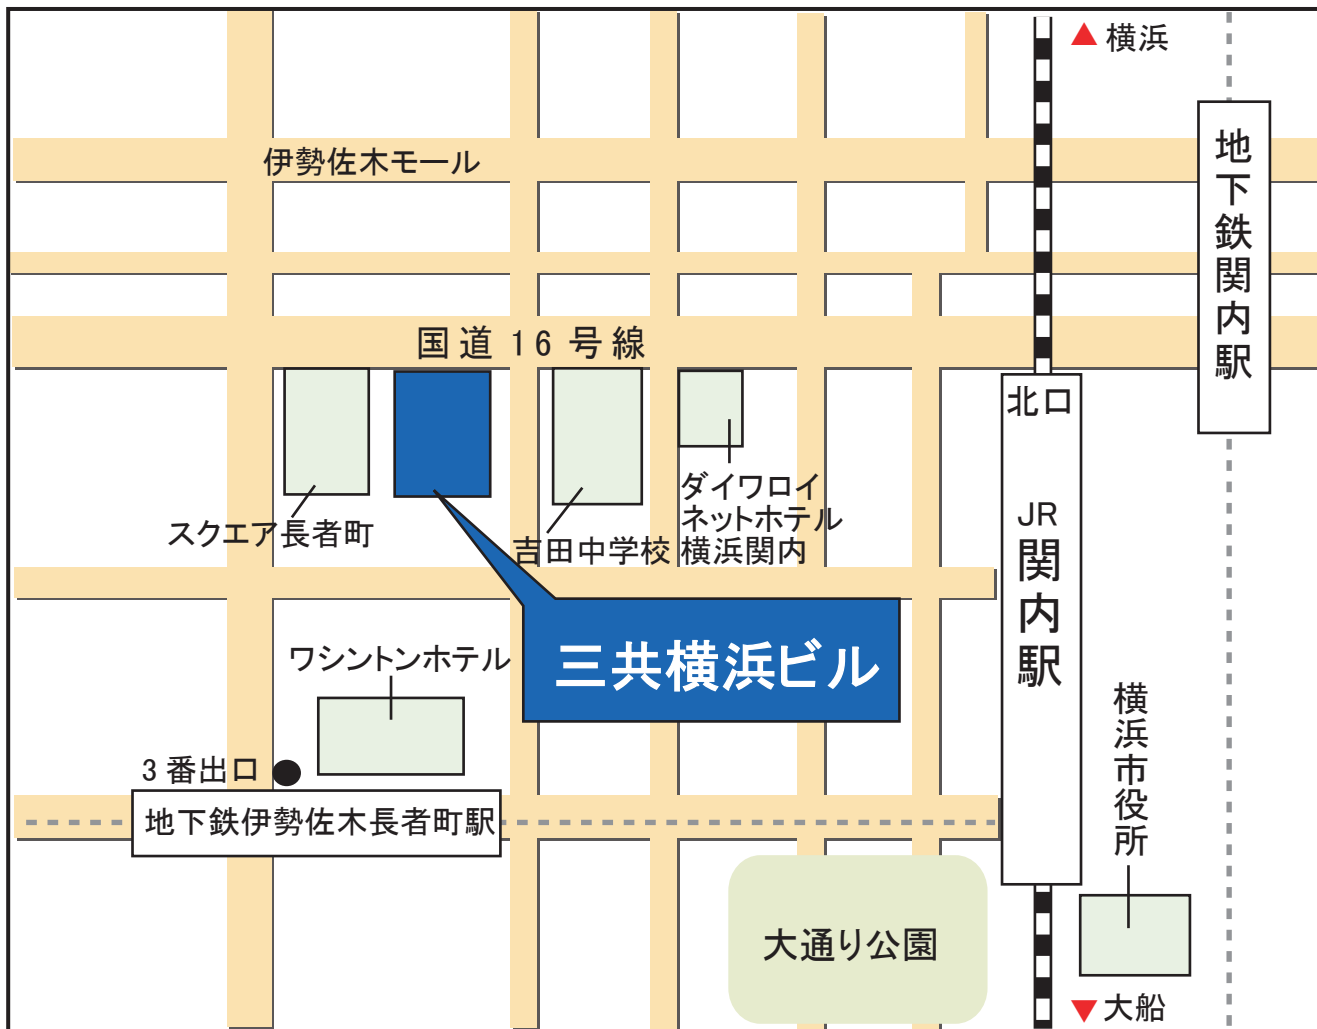 ▲ 横浜
伊勢佐木モール
地下鉄関内駅
国道 16 号線
北口
JR
関内駅
スクエア長者町
吉田中学校
ダイワロイ
ネットホテル
横浜関内
三共横浜ビル
ワシントンホテル
3 番出口
地下鉄伊勢佐木長者町駅
横浜市役所
大通り公園
▼ 大船